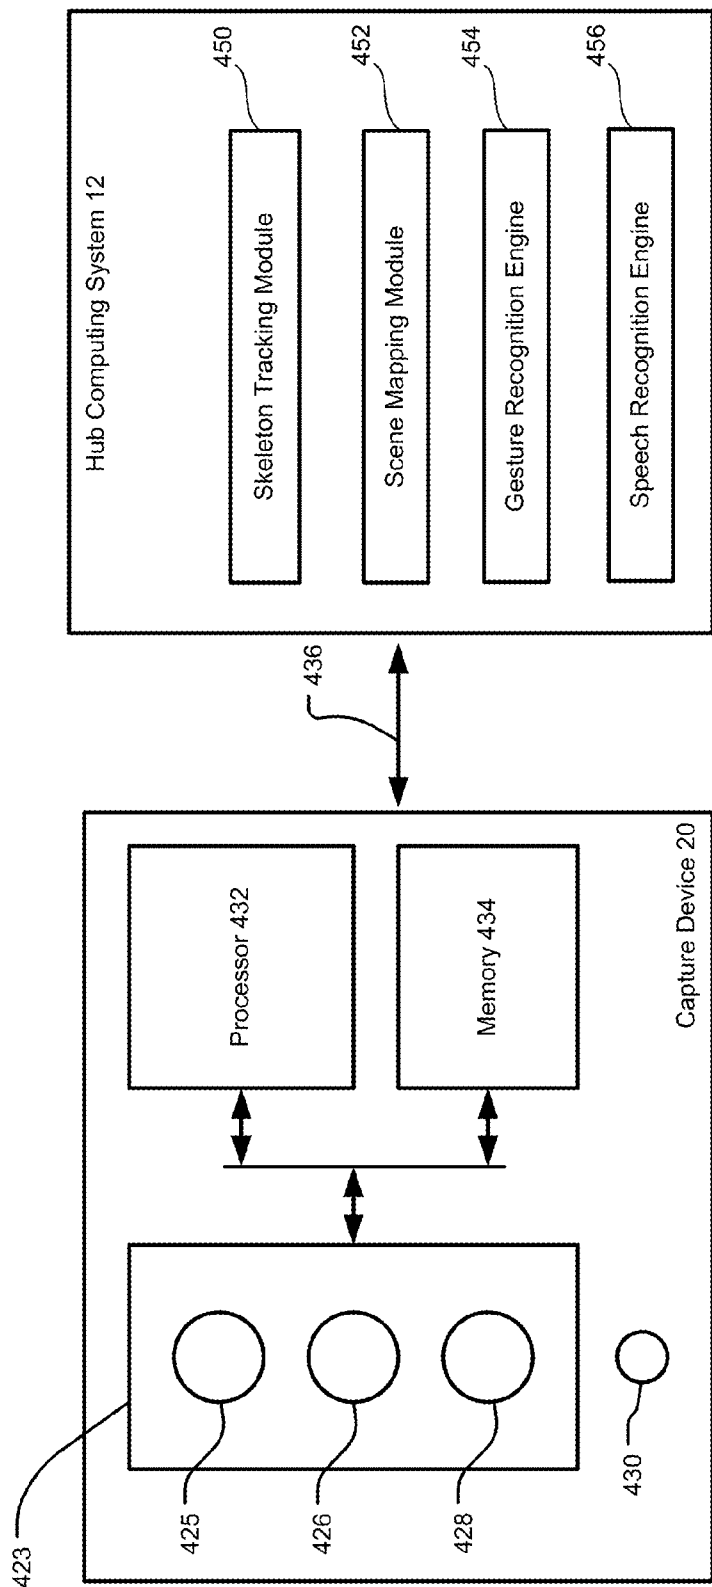 Hub Computing System 12
Skeleton Tracking Module
450
Scene Mapping Module
452
Gesture Recognition Engine
454
Speech Recognition Engine
456
436
Processor 432
Memory 434
Capture Device 20
423
425
426
428
430